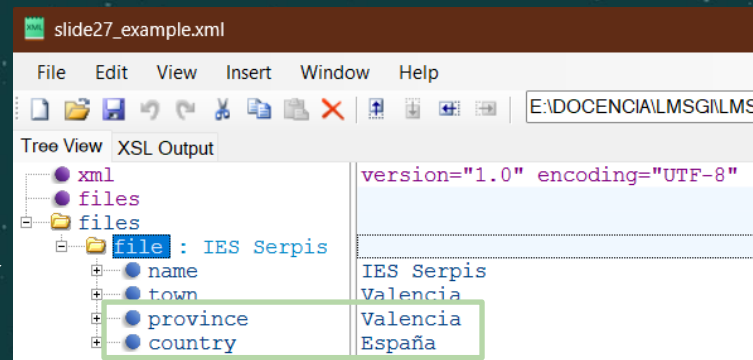 slide27_example.xml
File Edit View Insert Window Help
E:\DOCENCIA\LMSGI\LMS
Tree View XSL Output
xml version="1.0" encoding="UTF-8"
files
files
file : IES Serpis
name IES Serpis
town Valencia
province Valencia
country España